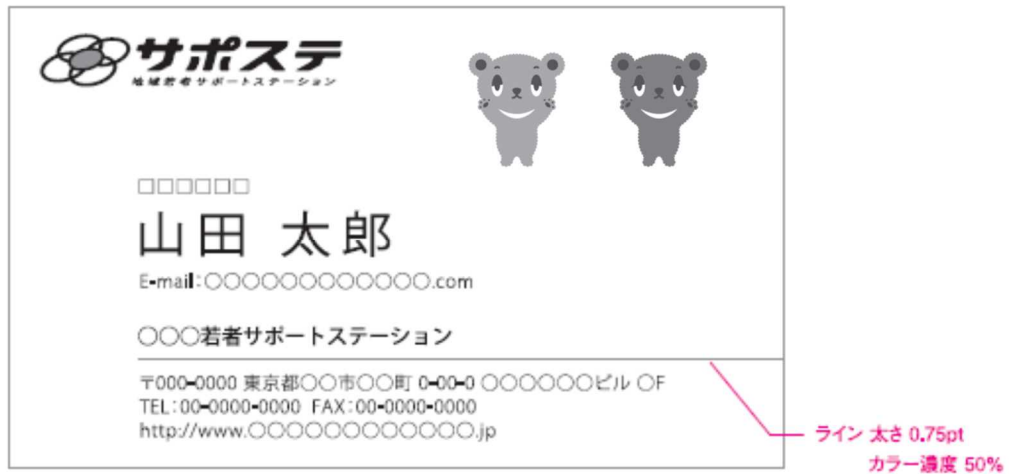 サポステ
地域若者サポートステーション
□□□□□□
山田 太郎
E-mail:○○○○○○○○○○○○.com
○○○若者サポートステーション
〒000-0000 東京都○○市○○町 0-00-0 ○○○○○○ビル ○F
TEL:00-0000-0000 FAX:00-0000-0000
http://www.○○○○○○○○○○○○.jp
ライン 太さ 0.75pt
カラー濃度 50%